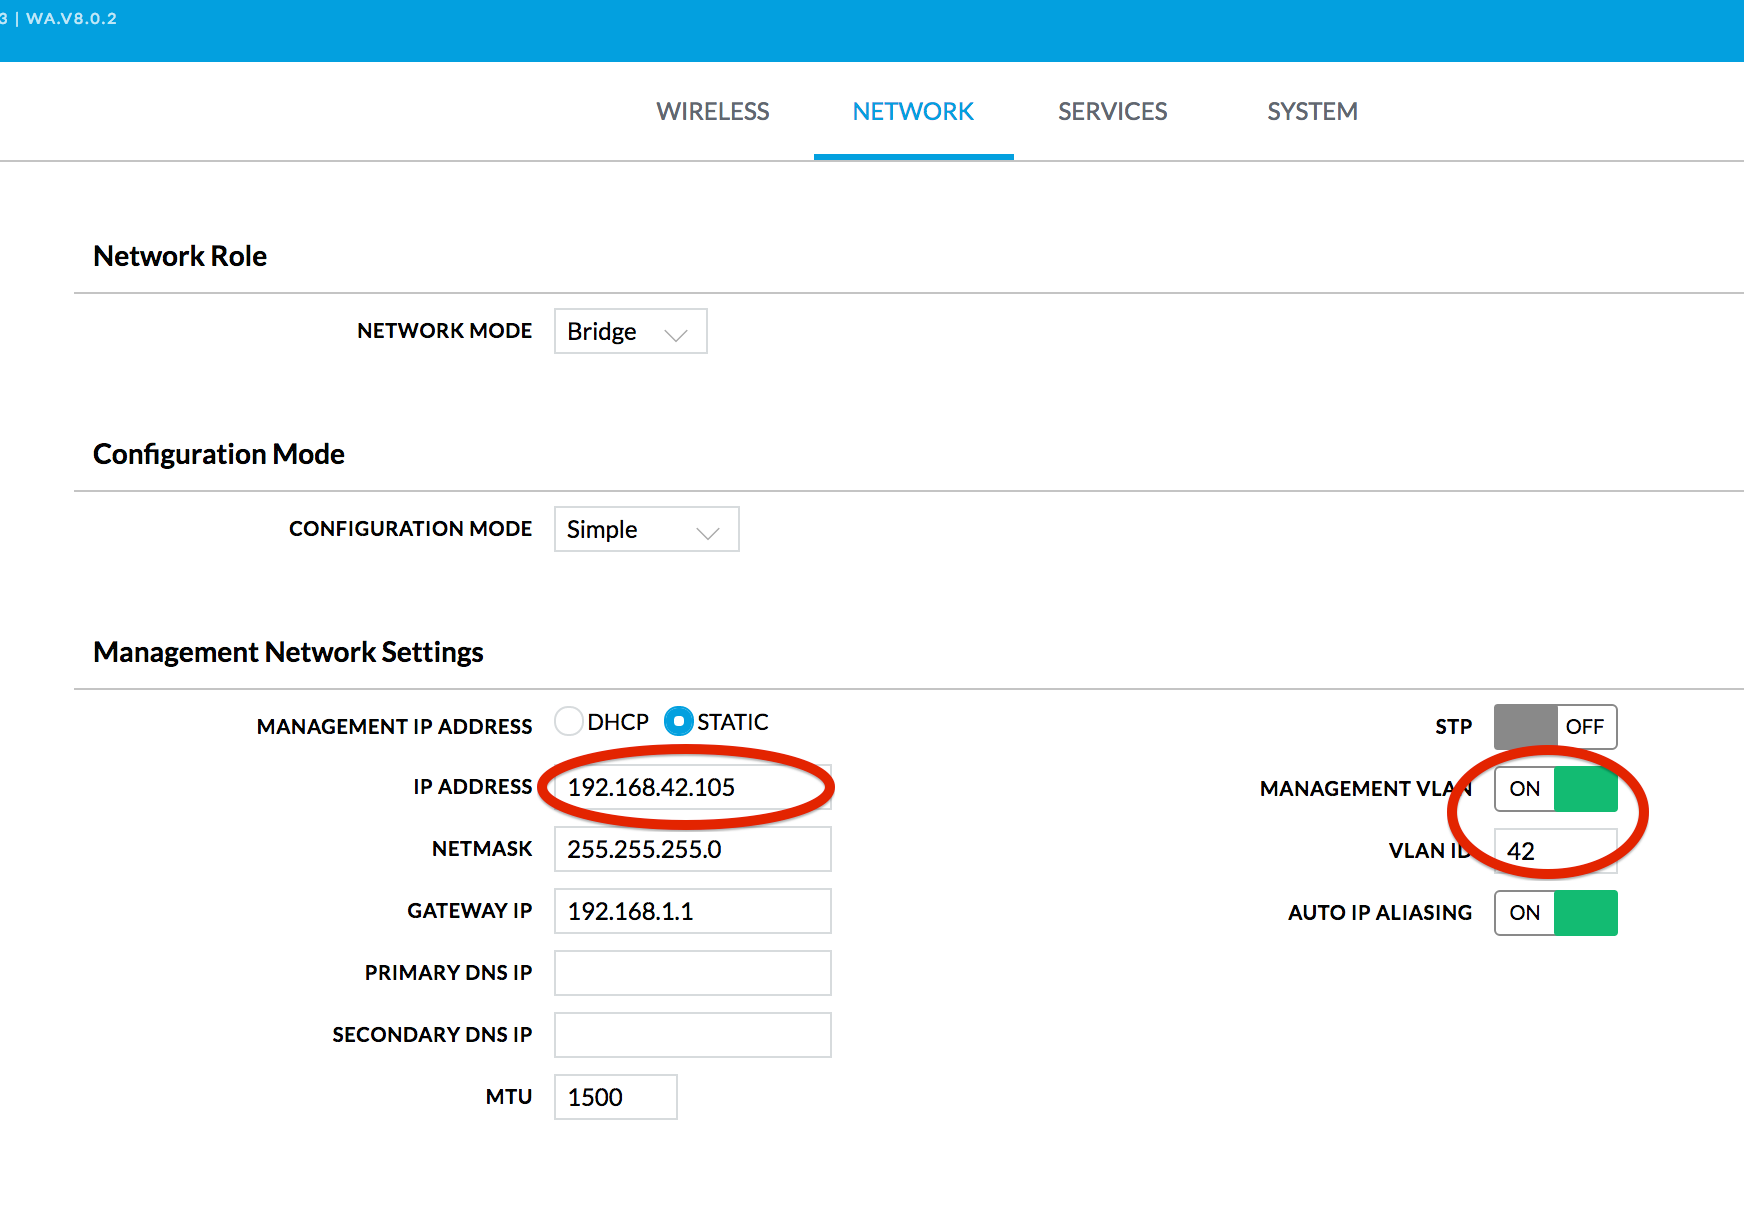 3 | WA.V8.0.2
WIRELESS NETWORK SERVICES SYSTEM
Network Role
NETWORK MODE Bridge
Configuration Mode
CONFIGURATION MODE Simple
Management Network Settings
MANAGEMENT IP ADDRESS DHCP STATIC STP OFF
IP ADDRESS 192.168.42.105 MANAGEMENT VLAN ON
NETMASK 255.255.255.0 VLAN ID 42
GATEWAY IP 192.168.1.1 AUTO IP ALIASING ON
PRIMARY DNS IP
SECONDARY DNS IP
MTU 1500